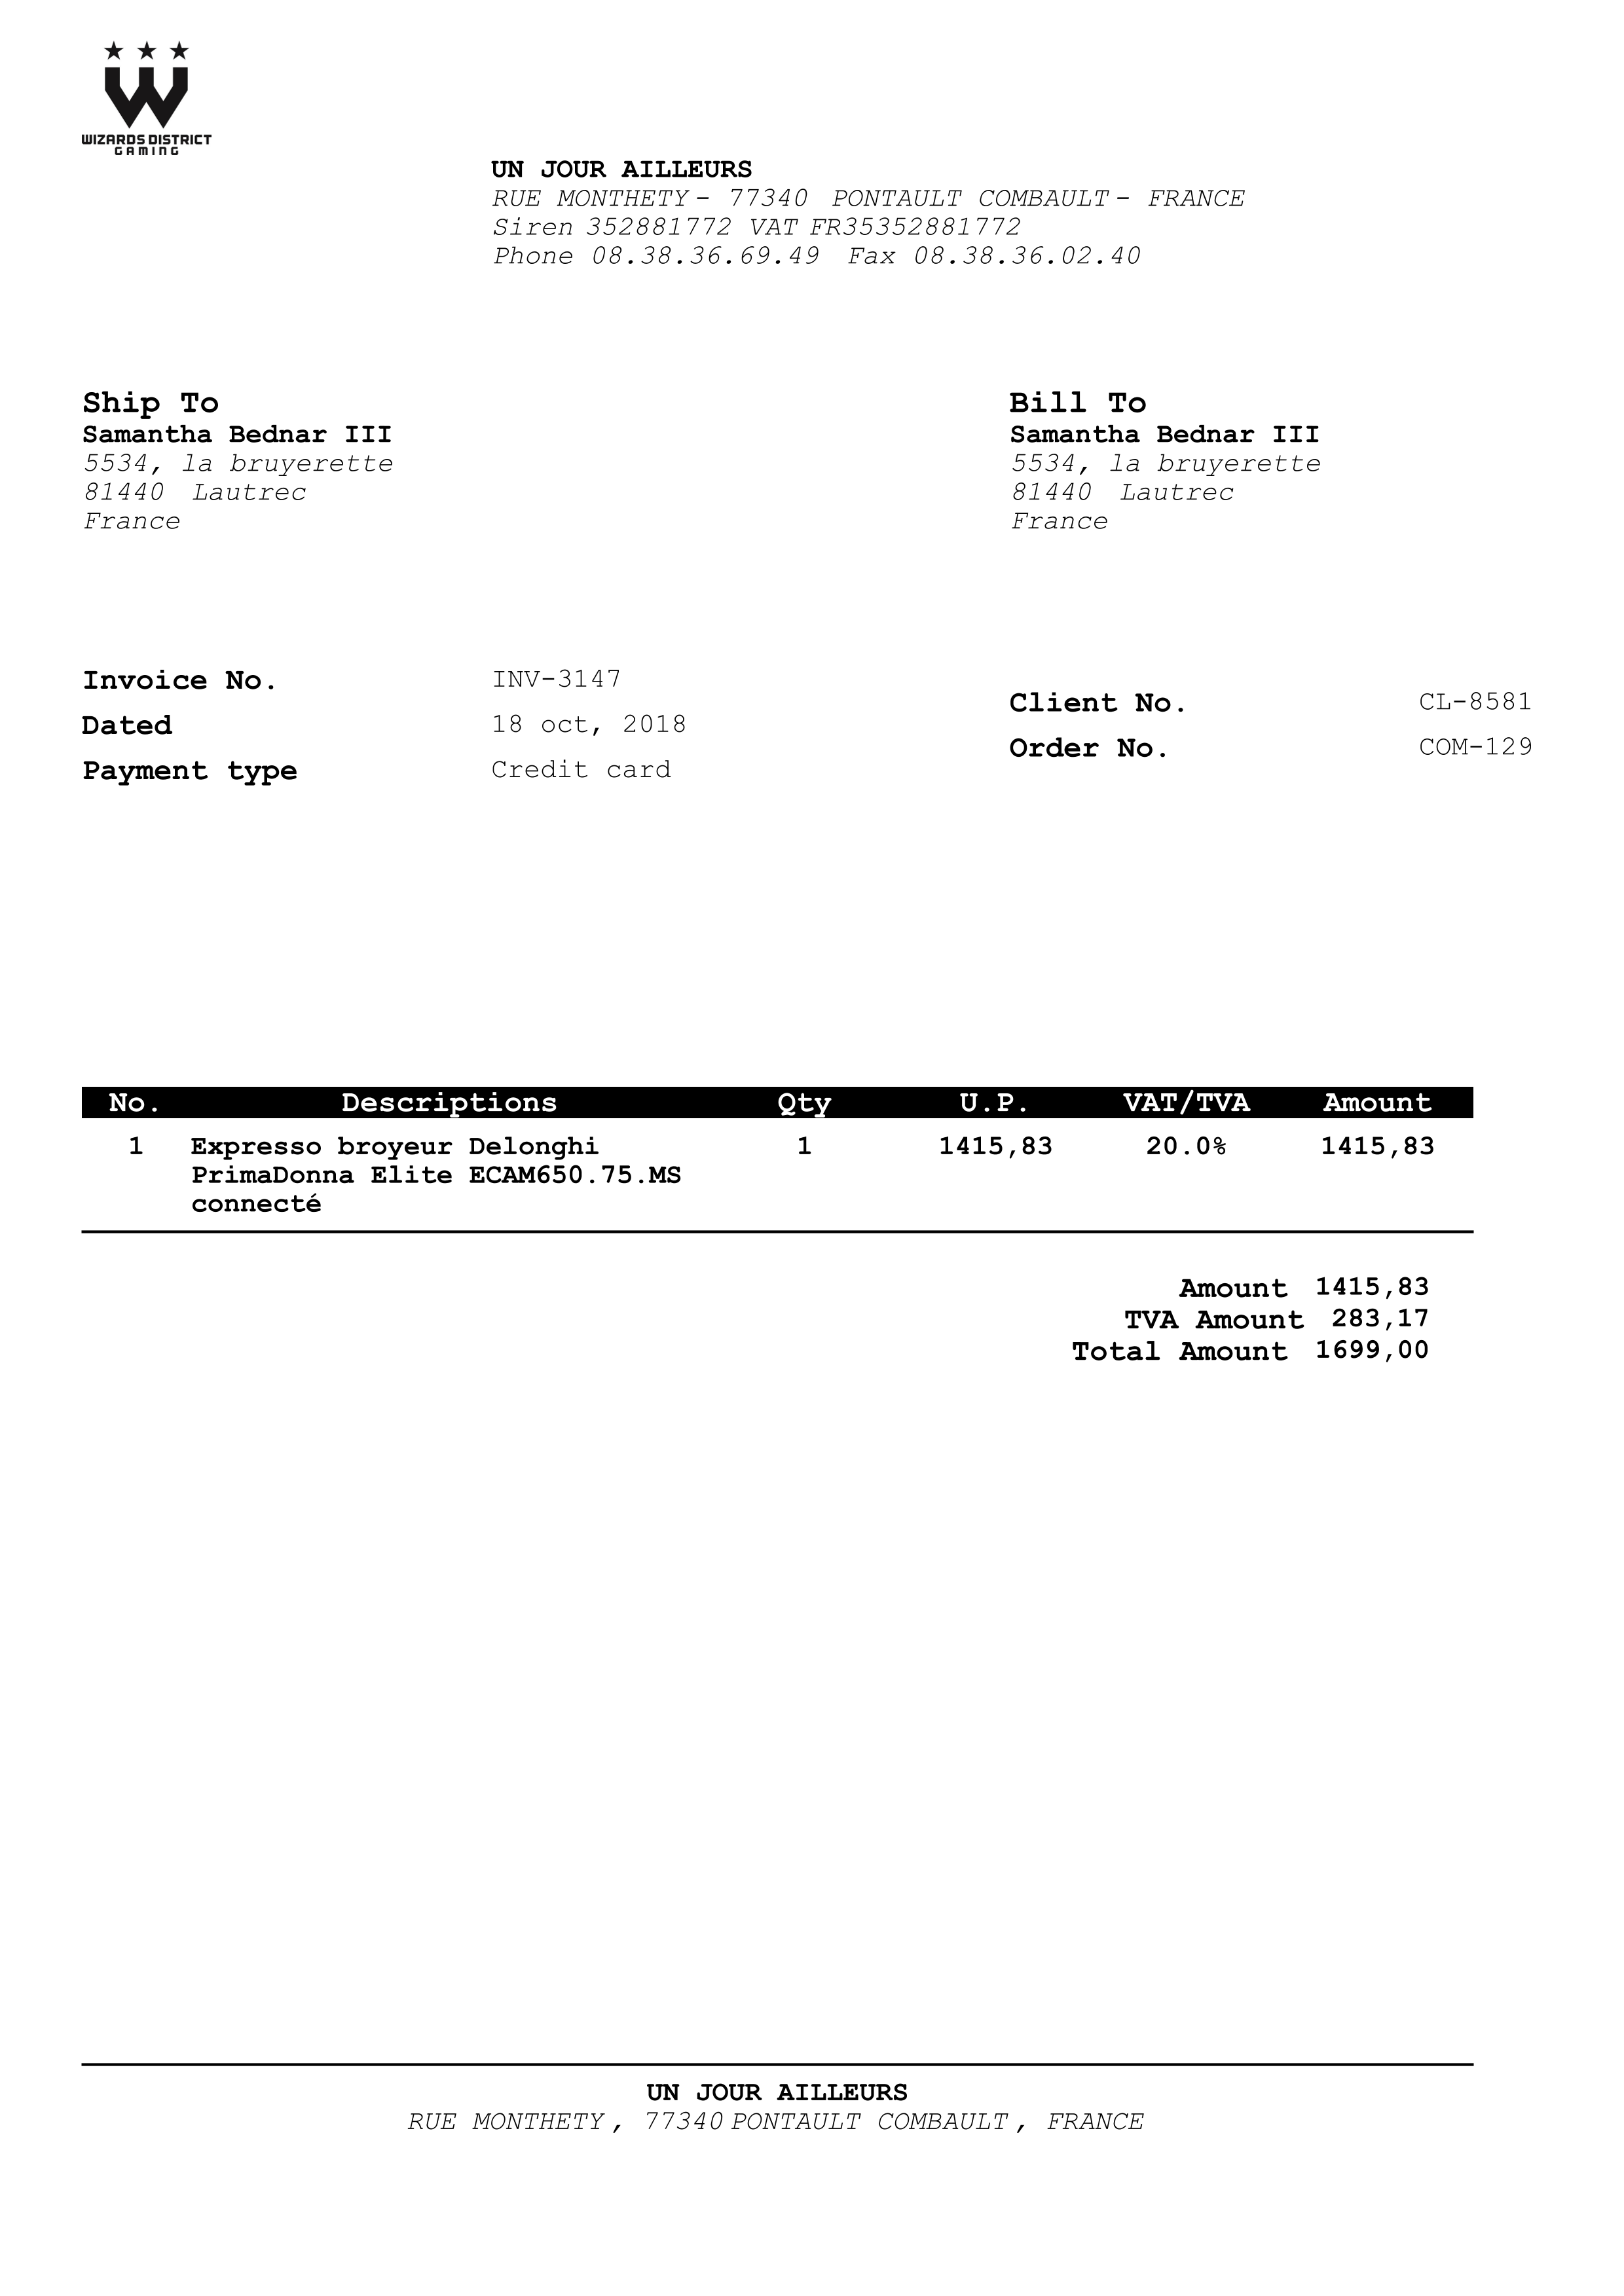 WIZARDS DISTRICT
GAMING
UN JOUR AILLEURS
RUE MONTHETY - 77340 PONTAULT COMBAULT - FRANCE
Siren 352881772 VAT FR35352881772
Phone 08.38.36.69.49 Fax 08.38.36.02.40
Ship To
Samantha Bednar III
5534, la bruyerette
81440 Lautrec
France
Bill To
Samantha Bednar III
5534, la bruyerette
81440 Lautrec
France
Invoice No. INV-3147
Dated 18 oct, 2018
Payment type Credit card
Client No. CL-8581
Order No. COM-129
No. Descriptions Qty U.P. VAT/TVA Amount
1 Expresso broyeur Delonghi 1 1415,83 20.0% 1415,83
PrimaDonna Elite ECAM650.75.MS
connecté
Amount 1415,83
TVA Amount 283,17
Total Amount 1699,00
UN JOUR AILLEURS
RUE MONTHETY , 77340 PONTAULT COMBAULT , FRANCE